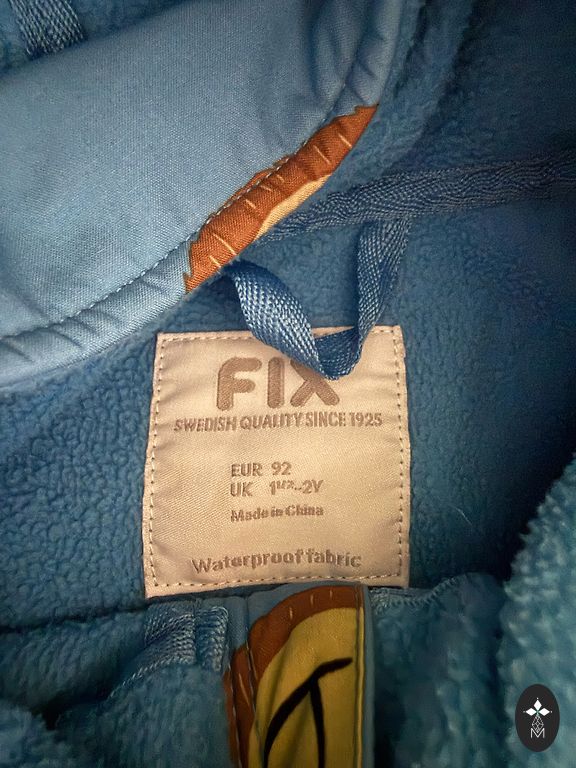 FIX
SWEDISH QUALITY SINCE 1925
EUR 92
UK 1½-2Y
Made in China
Waterproof fabric
M